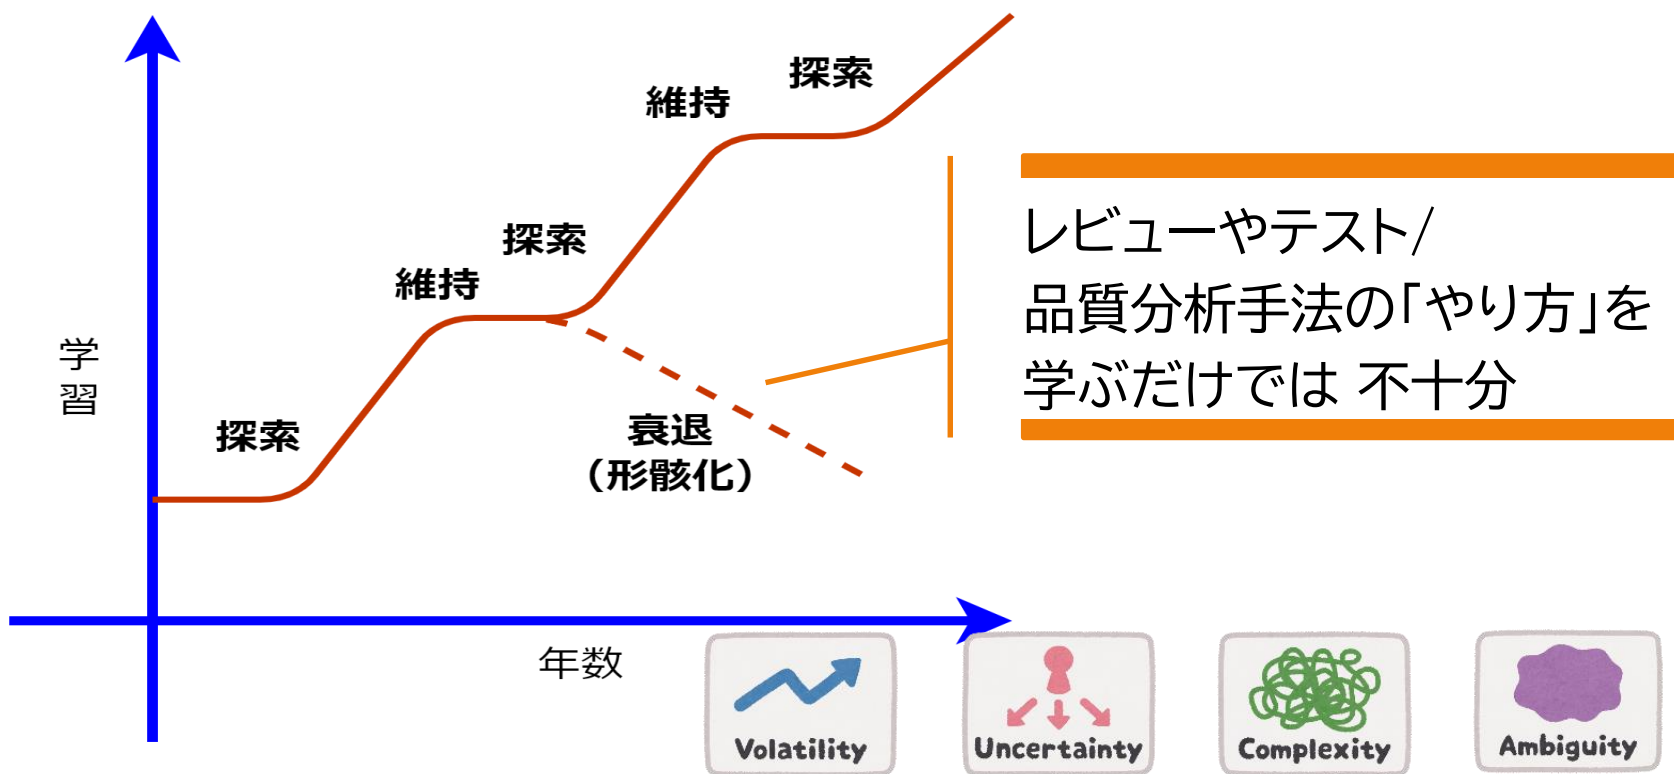 探索
維持
探索
維持
探索
衰退
（形骸化）
学
習
年数
レビューやテスト/
品質分析手法の「やり方」を
学ぶだけでは 不十分
Volatility
Uncertainty
Complexity
Ambiguity